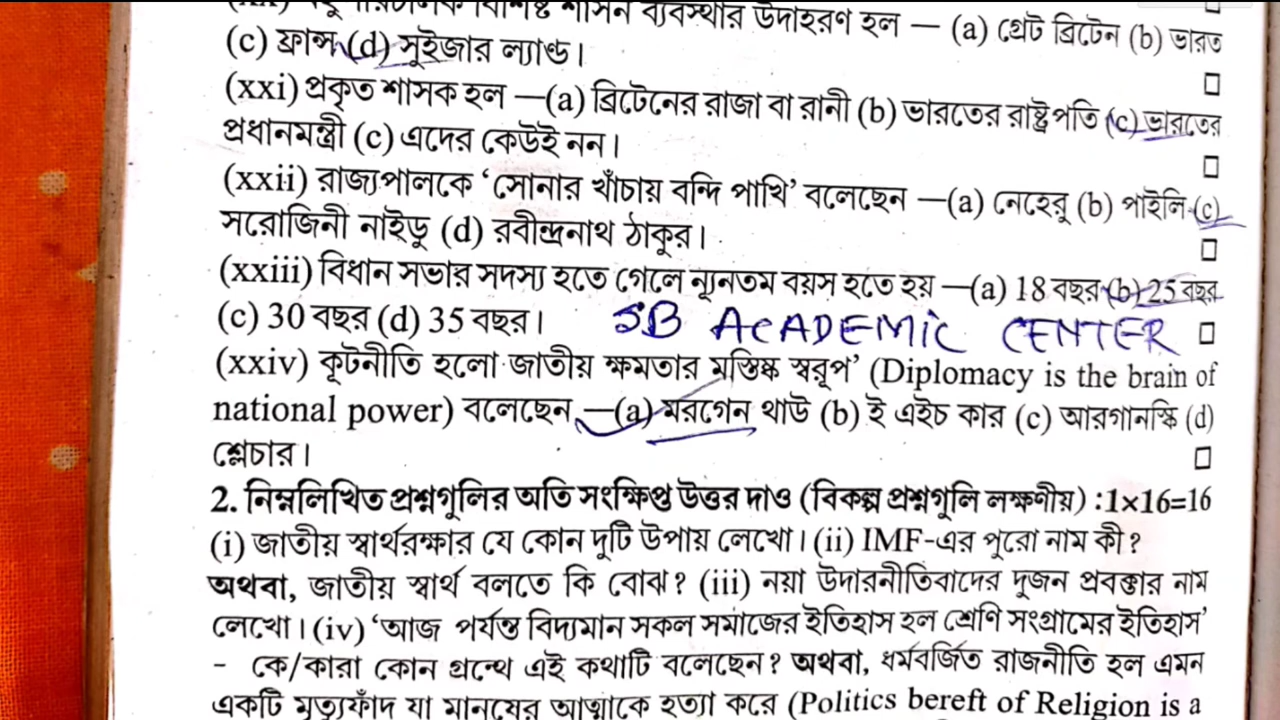 বিশিষ্ট শাসন ব্যবস্থার উদাহরণ হল — (a) গ্রেট ব্রিটেন (b) ভারত
(c) ফ্রান্স (d) সুইজার ল্যান্ড।
(xxi) প্রকৃত শাসক হল —(a) ব্রিটেনের রাজা বা রানী (b) ভারতের রাষ্ট্রপতি (c) ভারতের
প্রধানমন্ত্রী (c) এদের কেউই নন।
(xxii) রাজ্যপালকে ‘সোনার খাঁচায় বন্দি পাখি’ বলেছেন —(a) নেহেরু (b) পাইলি (c)
সরোজিনী নাইডু (d) রবীন্দ্রনাথ ঠাকুর।
(xxiii) বিধান সভার সদস্য হতে গেলে ন্যূনতম বয়স হতে হয় —(a) 18 বছর (b) 25 বছর
(c) 30 বছর (d) 35 বছর। SB ACADEMIC CENTER
(xxiv) কূটনীতি হলো জাতীয় ক্ষমতার মস্তিষ্ক স্বরূপ’ (Diplomacy is the brain of
national power) বলেছেন —(a) মরগেন থাউ (b) ই এইচ কার (c) আরগানস্কি (d)
শ্লেচার।
2. নিম্নলিখিত প্রশ্নগুলির অতি সংক্ষিপ্ত উত্তর দাও (বিকল্প প্রশ্নগুলি লক্ষণীয়) :1×16=16
(i) জাতীয় স্বার্থরক্ষার যে কোন দুটি উপায় লেখো। (ii) IMF-এর পুরো নাম কী?
অথবা, জাতীয় স্বার্থ বলতে কি বোঝ? (iii) নয়া উদারনীতিবাদের দুজন প্রবক্তার নাম
লেখো। (iv) ‘আজ পর্যন্ত বিদ্যমান সকল সমাজের ইতিহাস হল শ্রেণি সংগ্রামের ইতিহাস’
- কে/কারা কোন গ্রন্থে এই কথাটি বলেছেন? অথবা, ধর্মবর্জিত রাজনীতি হল এমন
একটি মৃত্যুফাঁদ যা মানুষের আত্মাকে হত্যা করে (Politics bereft of Religion is a